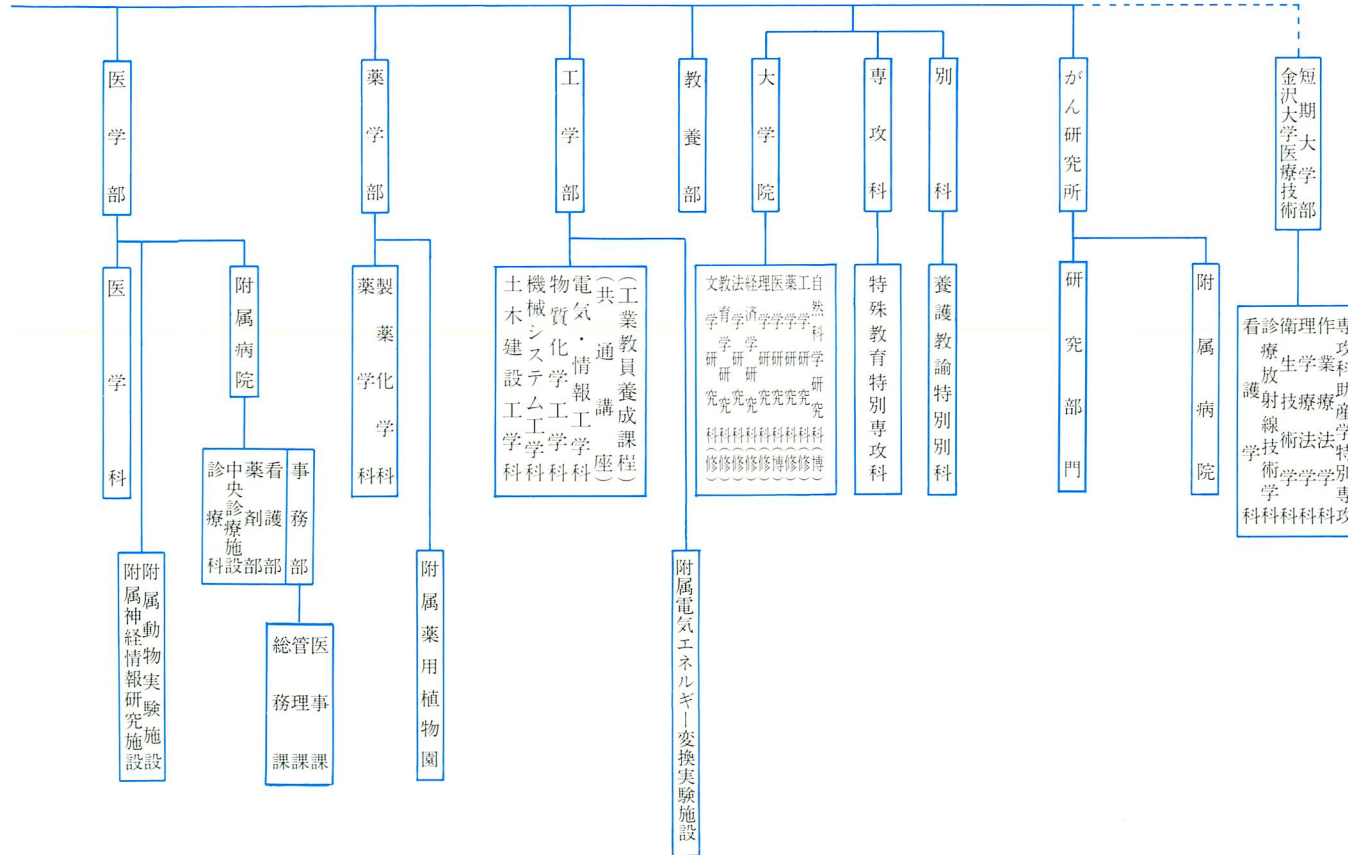 医学部
医学科
附属神経情報研究施設
附属動物実験施設
附属病院
診療科
中央診療施設
薬剤部
看護部
事務部
総務課
管理課
医事課
薬学部
薬学科
製薬化学科
附属薬用植物園
工学部
土木建設工学科
機械システム工学科
物質化学工学科
電気・情報工学科
(共通講座)
(工業教員養成課程)
附属電気エネルギー変換実験施設
教養部
大学院
文学研究科(修)
教育学研究科(修)
法学研究科(修)
経済学研究科(修)
理学研究科(修)
医学研究科(博)
薬学研究科(修)
工学研究科(修)
自然科学研究科(博)
専攻科
特殊教育特別専攻科
別科
養護教諭特別別科
がん研究所
研究部門
附属病院
金沢大学医療技術
短期大学部
看護学科
診療放射線技術学科
衛生技術学科
理学療法学科
作業療法学科
専攻科助産学特別専攻